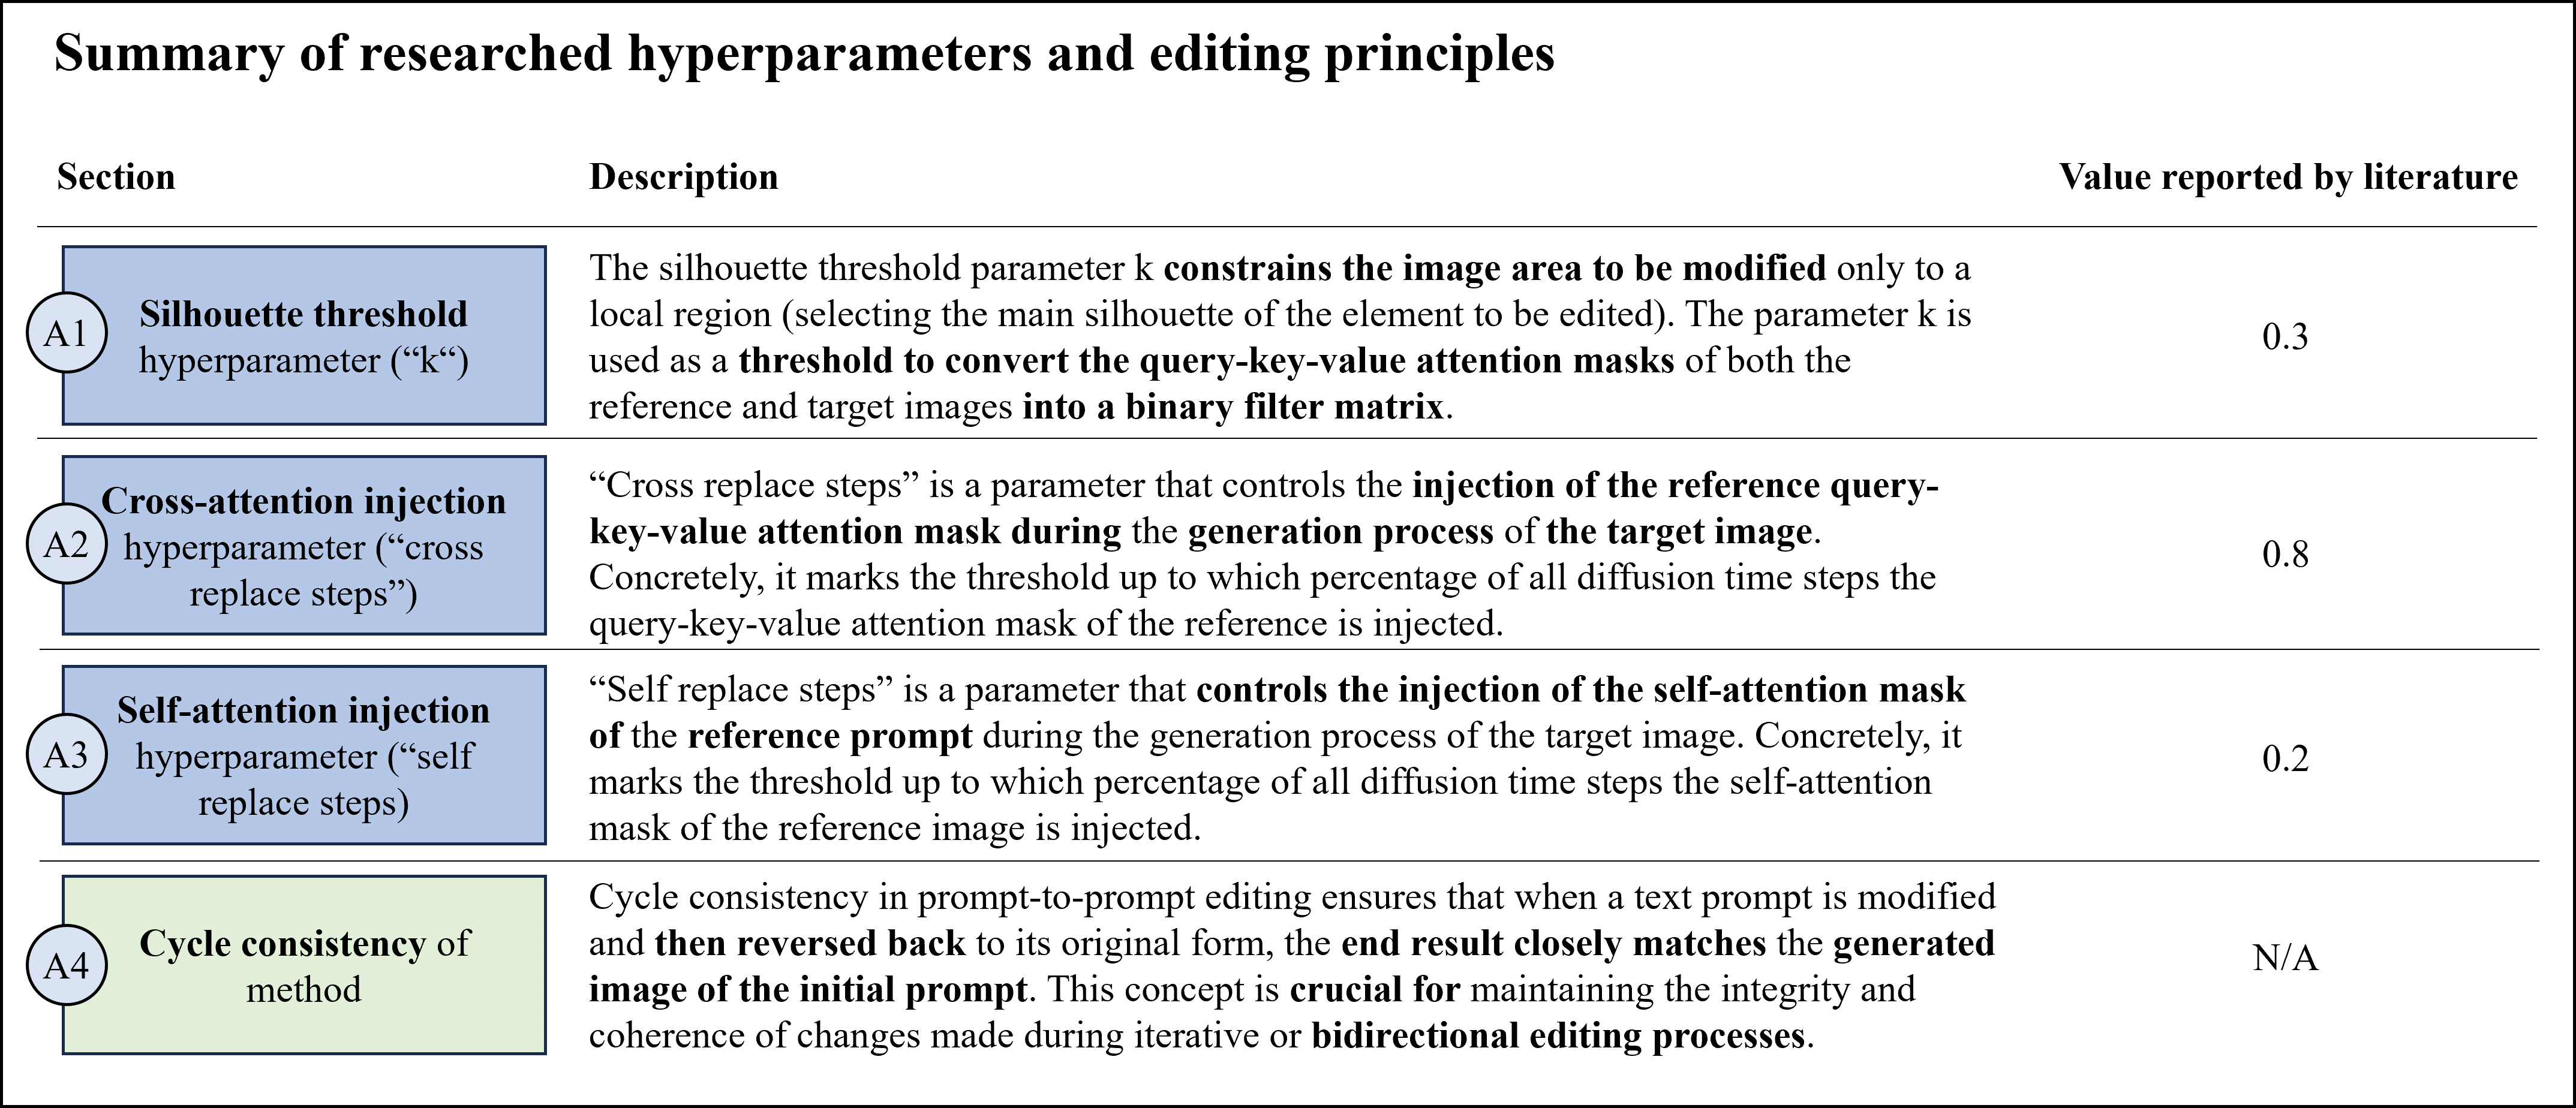 Summary of researched hyperparameters and editing principles
Section
Description
Value reported by literature
A1
Silhouette threshold
hyperparameter (“k“)
The silhouette threshold parameter k constrains the image area to be modified only to a
local region (selecting the main silhouette of the element to be edited). The parameter k is
used as a threshold to convert the query-key-value attention masks of both the
reference and target images into a binary filter matrix.
0.3
A2
Cross-attention injection
hyperparameter (“cross
replace steps”)
“Cross replace steps” is a parameter that controls the injection of the reference query-
key-value attention mask during the generation process of the target image.
Concretely, it marks the threshold up to which percentage of all diffusion time steps the
query-key-value attention mask of the reference is injected.
0.8
A3
Self-attention injection
hyperparameter (“self
replace steps)
“Self replace steps” is a parameter that controls the injection of the self-attention mask
of the reference prompt during the generation process of the target image. Concretely, it
marks the threshold up to which percentage of all diffusion time steps the self-attention
mask of the reference image is injected.
0.2
A4
Cycle consistency of
method
Cycle consistency in prompt-to-prompt editing ensures that when a text prompt is modified
and then reversed back to its original form, the end result closely matches the generated
image of the initial prompt. This concept is crucial for maintaining the integrity and
coherence of changes made during iterative or bidirectional editing processes.
N/A